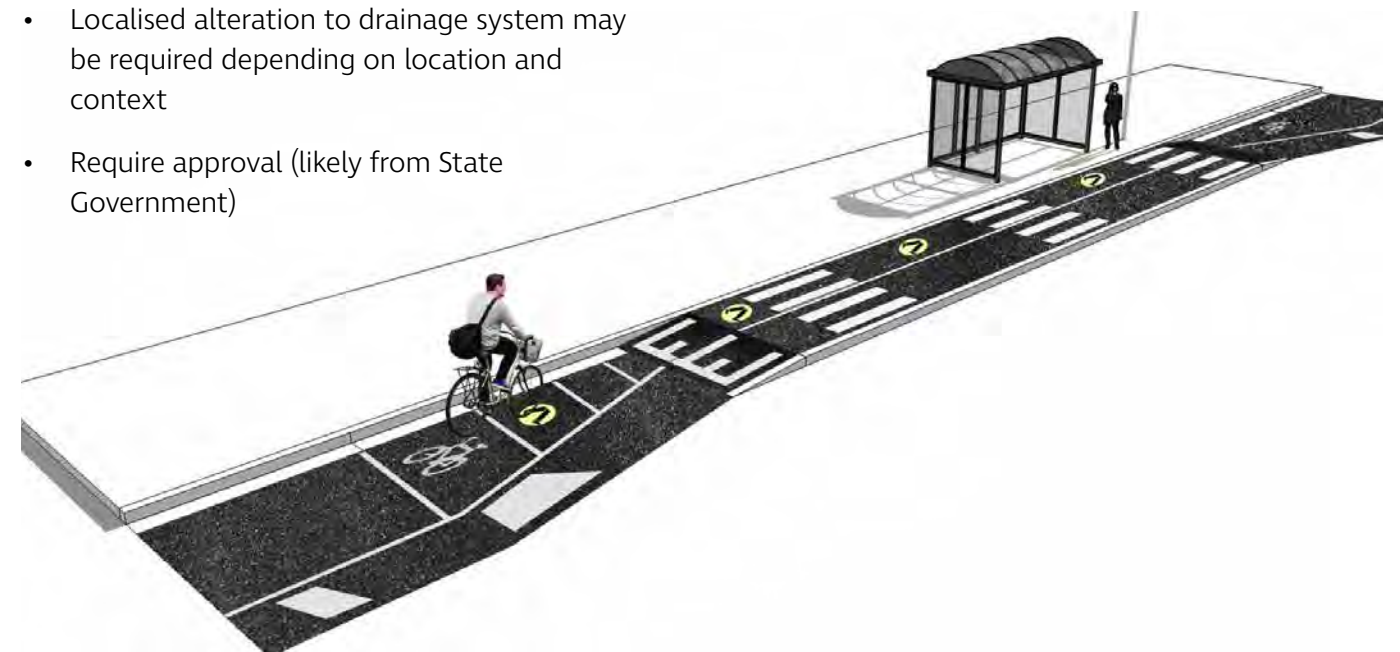 • Localised alteration to drainage system may
be required depending on location and
context
• Require approval (likely from State
Government)